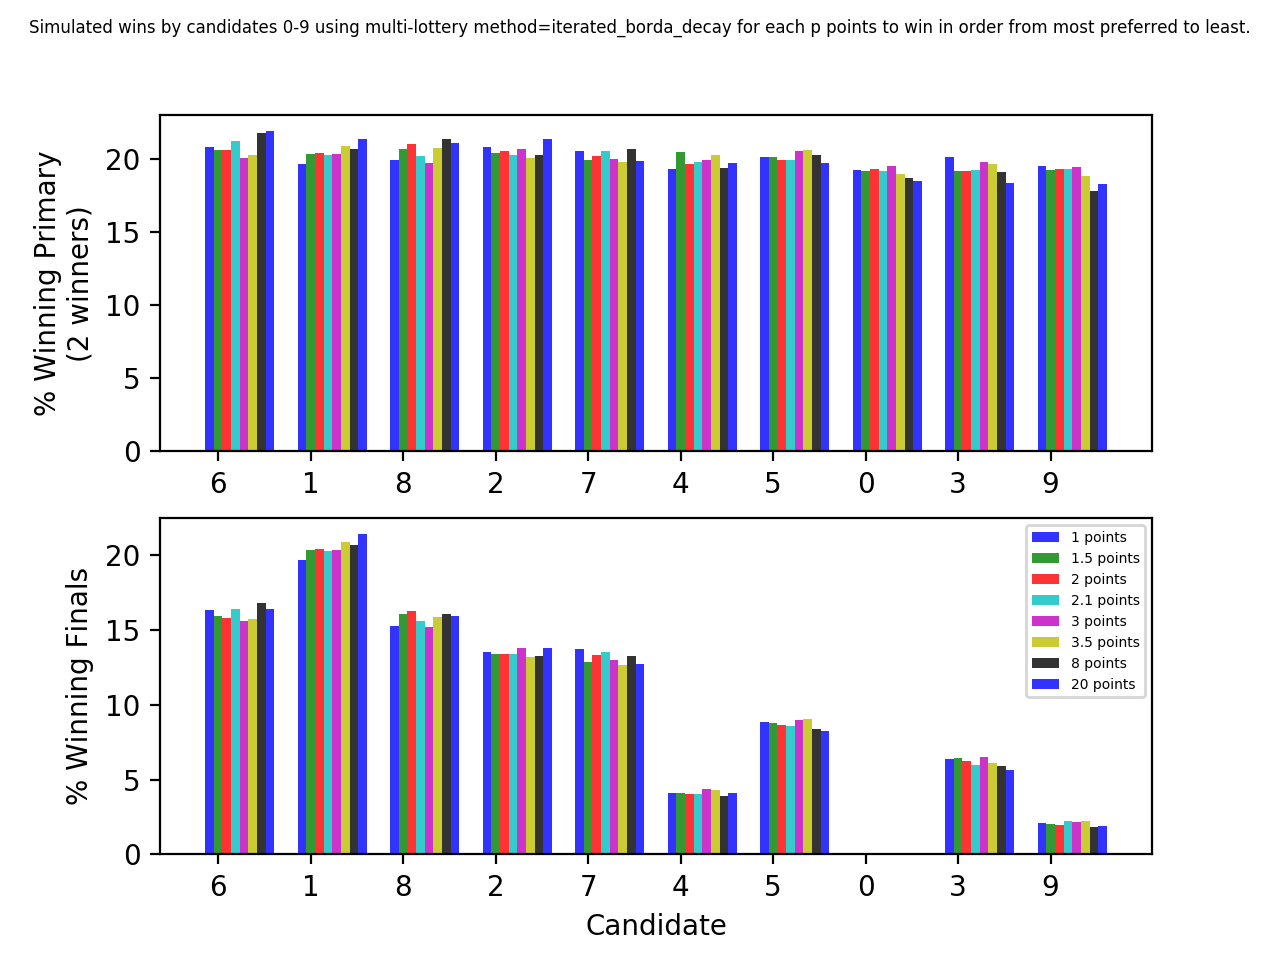 Simulated wins by candidates 0-9 using multi-lottery method=iterated_borda_decay for each p points to win in order from most preferred to least.
% Winning Primary
(2 winners)
20
15
10
5
0
6 1 8 2 7 4 5 0 3 9
% Winning Finals
20
15
10
5
0
1 points
1.5 points
2 points
2.1 points
3 points
3.5 points
8 points
20 points
6 1 8 2 7 4 5 0 3 9
Candidate